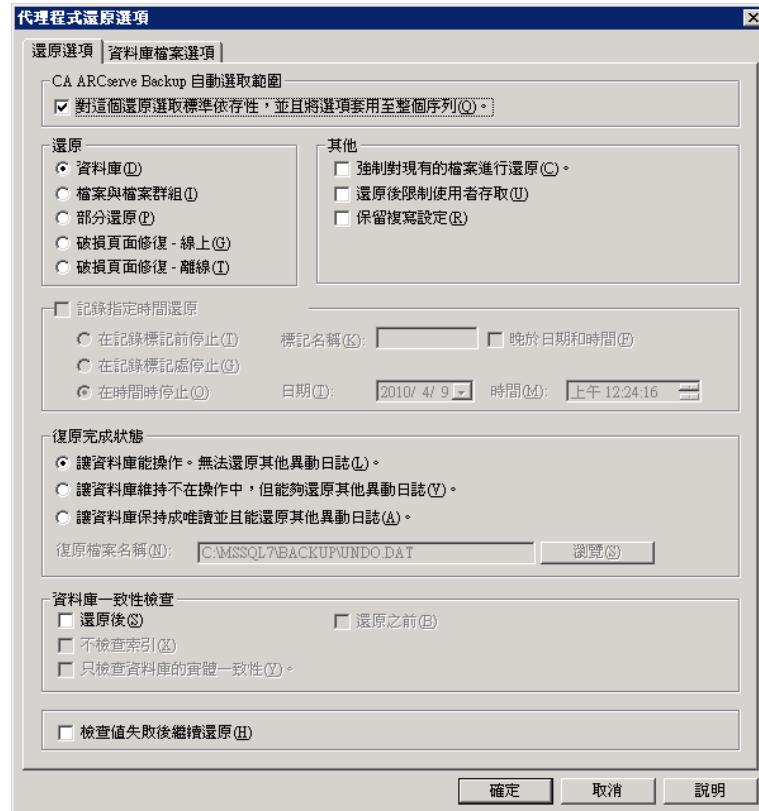 代理程式還原選項
還原選項 資料庫檔案選項
CA ARCserve Backup 自動選取範圍
對這個還原選取標準依存性，並且將選項套用至整個序列(Q)。
還原
資料庫(D)
檔案與檔案群組(I)
部分還原(P)
破損頁面修復 - 線上(G)
破損頁面修復 - 離線(T)
其他
強制對現有的檔案進行還原(C)。
還原後限制使用者存取(U)
保留複寫設定(R)
記錄指定時間還原
在記錄標記前停止(T) 標記名稱(K): 晚於日期和時間(F)
在記錄標記處停止(G)
在時間時停止(O) 日期(T): 2010/ 4/ 9 時間(M): 上午 12:24:16
復原完成狀態
讓資料庫能操作。無法還原其他異動日誌(L)。
讓資料庫維持不在操作中，但能夠還原其他異動日誌(V)。
讓資料庫保持成唯讀並且能還原其他異動日誌(A)。
復原檔案名稱(N): C:\MSSQL7\BACKUP\UNDO.DAT 瀏覽(S)
資料庫一致性檢查
還原後(S) 還原之前(B)
不檢查索引(X)
只檢查資料庫的實體一致性(Y)。
檢查值失敗後繼續還原(H)
確定 取消 說明